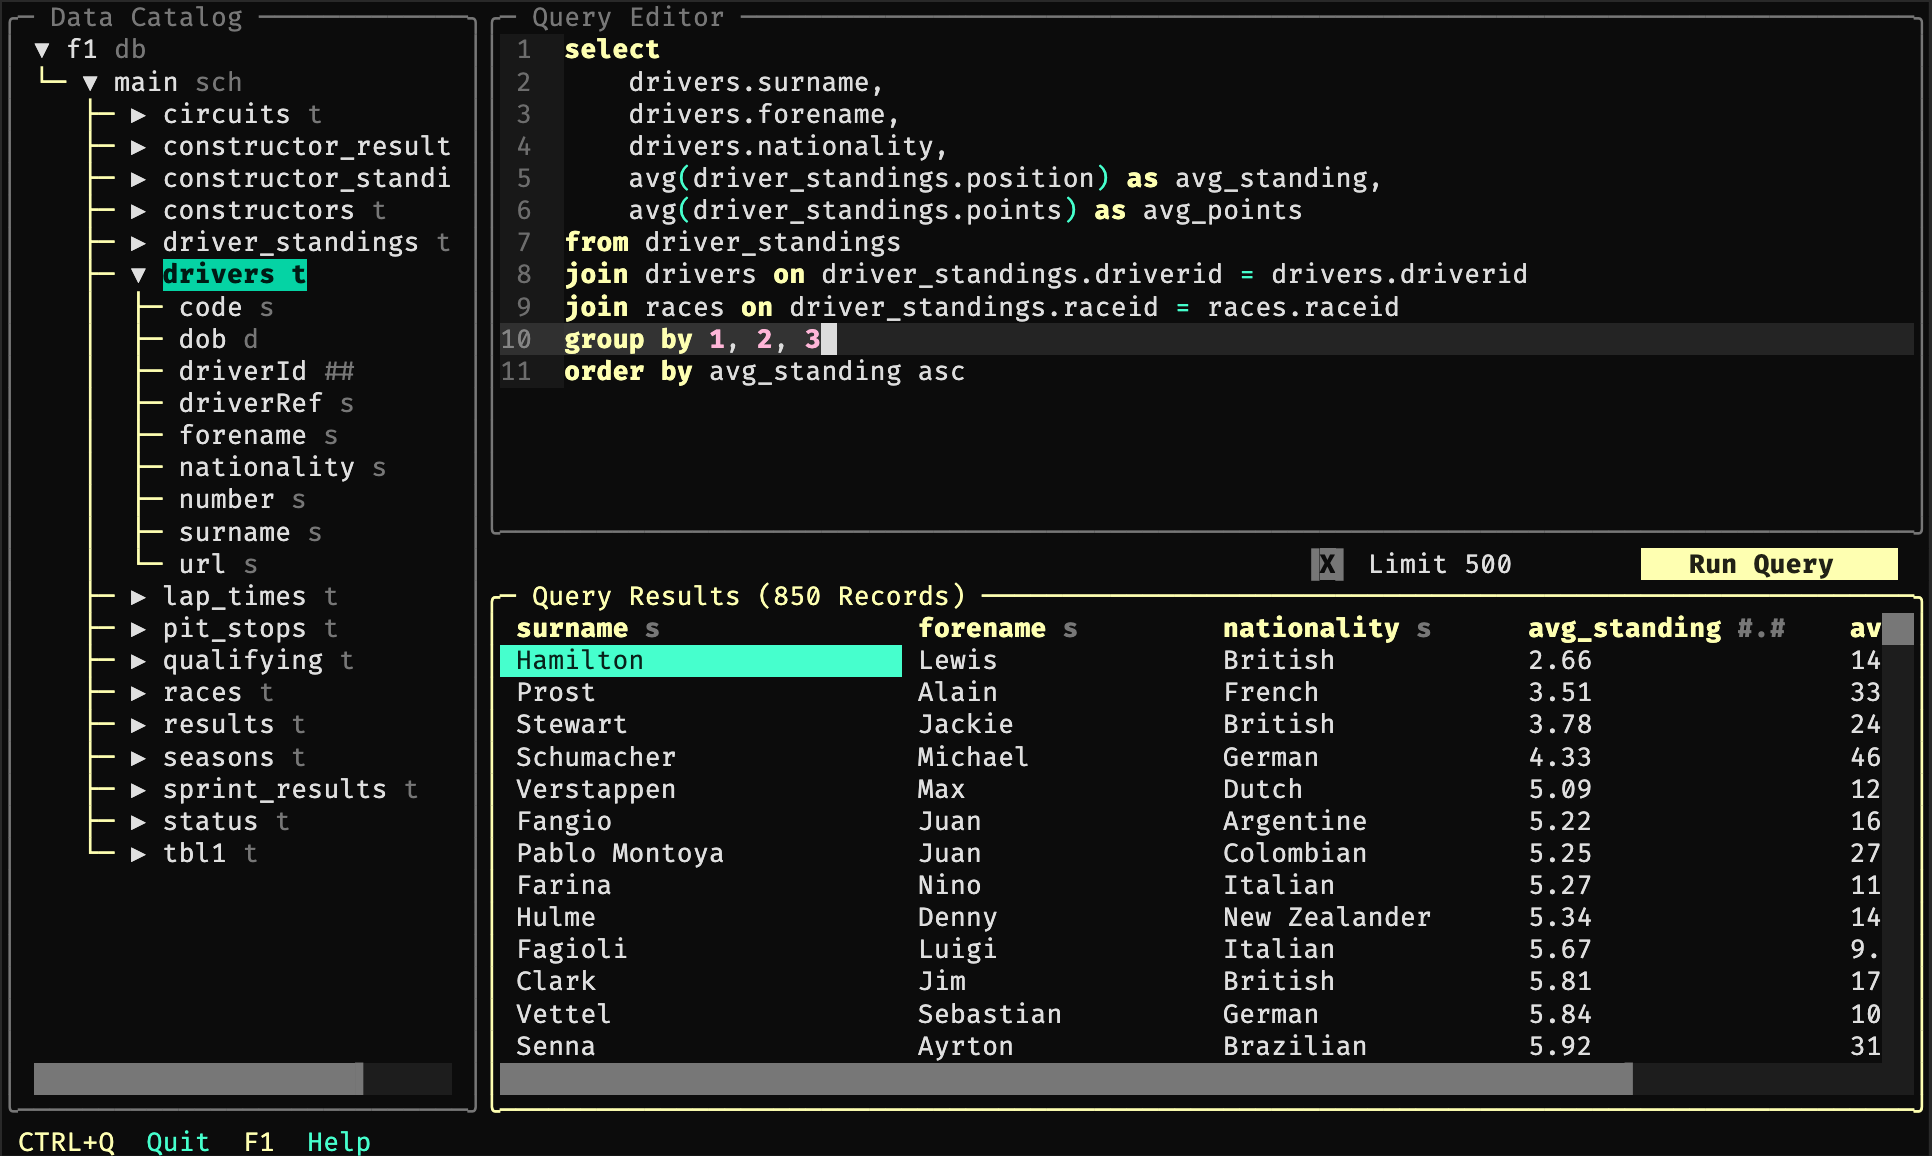 Data Catalog
▼ f1 db
▼ main sch
▶ circuits t
▶ constructor_result
▶ constructor_standi
▶ constructors t
▶ driver_standings t
▼ drivers t
code s
dob d
driverId ##
driverRef s
forename s
nationality s
number s
surname s
url s
▶ lap_times t
▶ pit_stops t
▶ qualifying t
▶ races t
▶ results t
▶ seasons t
▶ sprint_results t
▶ status t
▶ tbl1 t
Query Editor
1 select
2 drivers.surname,
3 drivers.forename,
4 drivers.nationality,
5 avg(driver_standings.position) as avg_standing,
6 avg(driver_standings.points) as avg_points
7 from driver_standings
8 join drivers on driver_standings.driverid = drivers.driverid
9 join races on driver_standings.raceid = races.raceid
10 group by 1, 2, 3
11 order by avg_standing asc
X Limit 500 Run Query
Query Results (850 Records)
surname s forename s nationality s avg_standing #.# av
Hamilton Lewis British 2.66 14
Prost Alain French 3.51 33
Stewart Jackie British 3.78 24
Schumacher Michael German 4.33 46
Verstappen Max Dutch 5.09 12
Fangio Juan Argentine 5.22 16
Pablo Montoya Juan Colombian 5.25 27
Farina Nino Italian 5.27 11
Hulme Denny New Zealander 5.34 14
Fagioli Luigi Italian 5.67 9.
Clark Jim British 5.81 17
Vettel Sebastian German 5.84 10
Senna Ayrton Brazilian 5.92 31
CTRL+Q Quit F1 Help